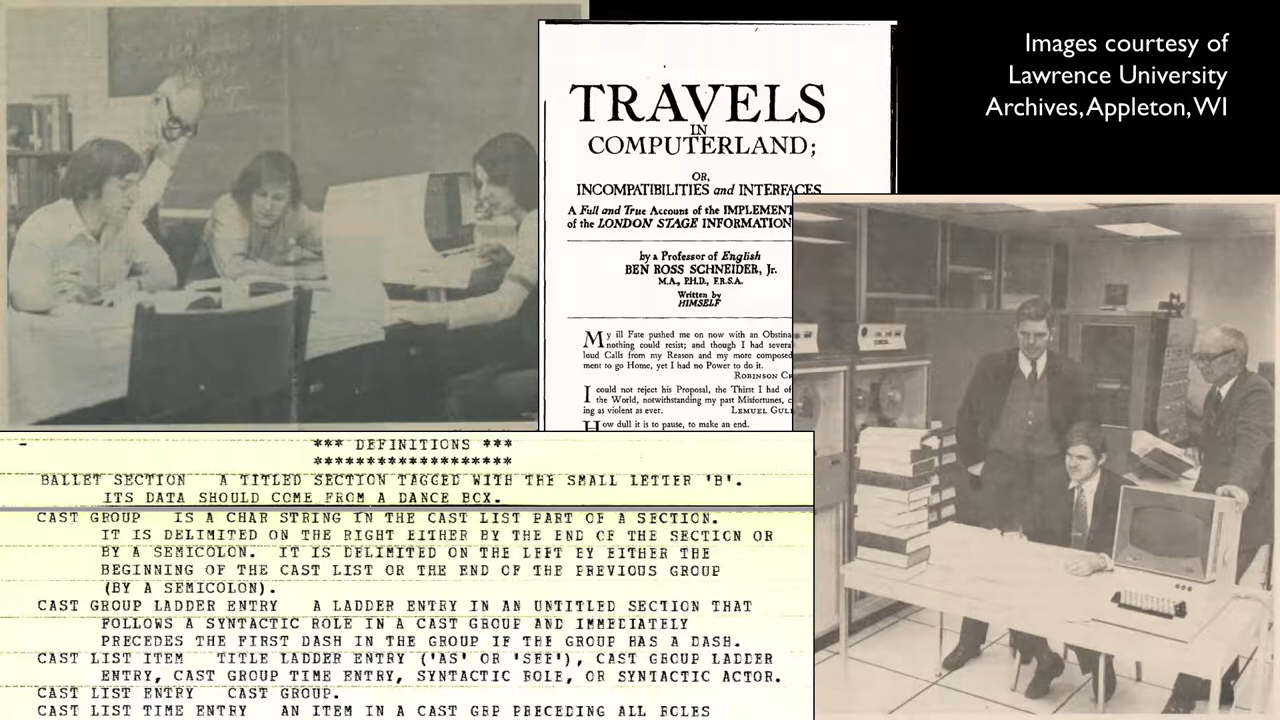 Images courtesy of
Lawrence University
Archives, Appleton, WI
TRAVELS
IN
COMPUTERLAND;
OR,
INCOMPATIBILITIES and INTERFACES
A Full and True Account of the IMPLEMENT
of the LONDON STAGE INFORMATION
by a Professor of English
BEN ROSS SCHNEIDER, Jr.
M.A., P.H.D., F.R.S.A.
Written by
HIMSELF
My ill Fate pushed me on now with an Obstina
nothing could resist; and though I had severa
loud Calls from my Reason and my more composed
ment to go Home, yet I had no Power to do it.
ROBINSON CR
I could not reject his Proposal, the Thirst I had of
the World, notwithstanding my past Misfortunes, c
ing as violent as ever. LEMUEL GULL
How dull it is to pause, to make an end.
*** DEFINITIONS ***
*******************
BALLET SECTION A TITLED SECTION TAGGED WITH THE SMALL LETTER 'B'.
ITS DATA SHOULD COME FROM A DANCE BOX.
CAST GROUP IS A CHAR STRING IN THE CAST LIST PART OF A SECTION.
IT IS DELIMITED ON THE RIGHT EITHER BY THE END OF THE SECTION OR
BY A SEMICOLON. IT IS DELIMITED ON THE LEFT BY EITHER THE
BEGINNING OF THE CAST LIST OR THE END OF THE PREVIOUS GROUP
(BY A SEMICOLON).
CAST GROUP LADDER ENTRY A LADDER ENTRY IN AN UNTITLED SECTION THAT
FOLLOWS A SYNTACTIC ROLE IN A CAST GROUP AND IMMEDIATELY
PRECEDES THE FIRST DASH IN THE GROUP IF THE GROUP HAS A DASH.
CAST LIST ITEM TITLE LADDER ENTRY ('AS' OR 'SEE'), CAST GROUP LADDER
ENTRY, CAST GROUP TIME ENTRY, SYNTACTIC ROLE, OR SYNTACTIC ACTOR.
CAST LIST ENTRY CAST GROUP.
CAST LIST TIME ENTRY AN ITEM IN A CAST GRP PRECEDING ALL ROLES